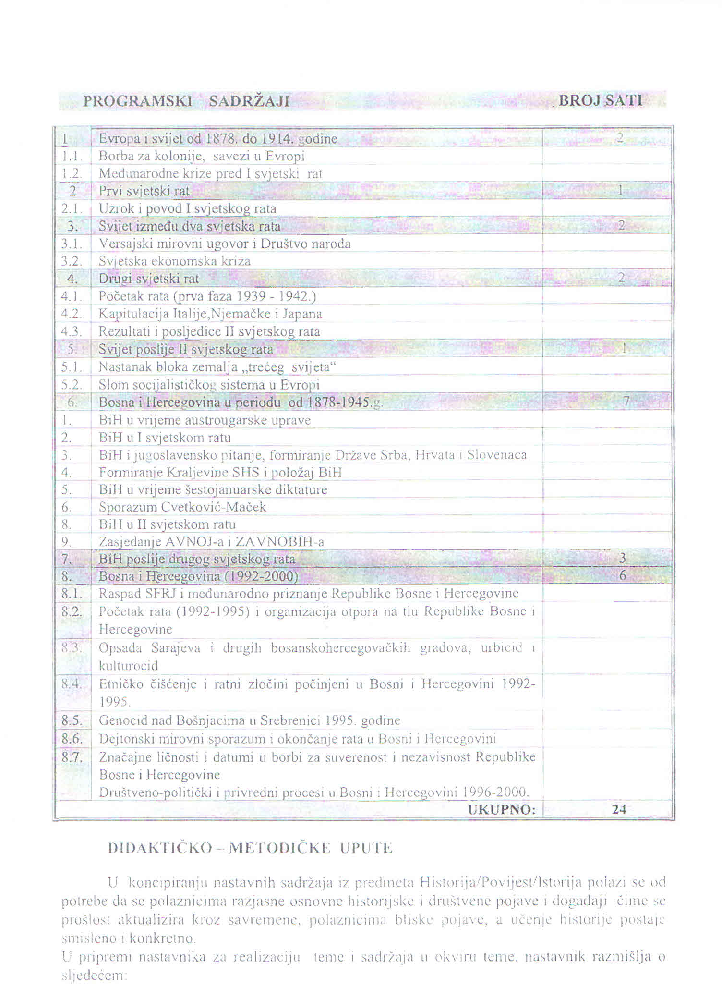 PROGRAMSKI SADRŽAJI BROJ SATI
1 Evropa i svijet od 1878. do 1914. godine 2
1.1. Borba za kolonije, savezi u Evropi
1.2. Međunarodne krize pred I svjetski rat
2 Prvi svjetski rat 1
2.1. Uzrok i povod I svjetskog rata
3. Svijet između dva svjetska rata 2
3.1. Versajski mirovni ugovor i Društvo naroda
3.2. Svjetska ekonomska kriza
4. Drugi svjetski rat 2
4.1. Početak rata (prva faza 1939 - 1942.)
4.2. Kapitulacija Italije,Njemačke i Japana
4.3. Rezultati i posljedice II svjetskog rata
5. Svijet poslije II svjetskog rata 1
5.1. Nastanak bloka zemalja „trećeg svijeta“
5.2. Slom socijalističkog sistema u Evropi
6. Bosna i Hercegovina u periodu od 1878-1945.g. 7
1. BiH u vrijeme austrougarske uprave
2. BiH u I svjetskom ratu
3. BiH i jugoslavensko pitanje, formiranje Države Srba, Hrvata i Slovenaca
4. Formiranje Kraljevine SHS i položaj BiH
5. BiH u vrijeme šestojanuarske diktature
6. Sporazum Cvetković-Maček
8. BiH u II svjetskom ratu
9. Zasjedanje AVNOJ-a i ZAVNOBIH-a
7. BiH poslije drugog svjetskog rata 3
8. Bosna i Hercegovina (1992-2000) 6
8.1. Raspad SFRJ i međunarodno priznanje Republike Bosne i Hercegovine
8.2. Početak rata (1992-1995) i organizacija otpora na tlu Republike Bosne i
Hercegovine
8.3. Opsada Sarajeva i drugih bosanskohercegovačkih gradova; urbicid i
kulturocid
8.4. Etničko čišćenje i ratni zločini počinjeni u Bosni i Hercegovini 1992-
1995.
8.5. Genocid nad Bošnjacima u Srebrenici 1995. godine
8.6. Dejtonski mirovni sporazum i okončanje rata u Bosni i Hercegovini
8.7. Značajne ličnosti i datumi u borbi za suverenost i nezavisnost Republike
Bosne i Hercegovine
Društveno-politički i privredni procesi u Bosni i Hercegovini 1996-2000.
UKUPNO: 24
DIDAKTIČKO – METODIČKE UPUTE
U koncipiranju nastavnih sadržaja iz predmeta Historija/Povijest/Istorija polazi se od
potrebe da se polaznicima razjasne osnovne historijske i društvene pojave i događaji čime se
prošlost aktualizira kroz savremene, polaznicima bliske pojave, a učenje historije postaje
smisleno i konkretno.
U pripremi nastavnika za realizaciju teme i sadržaja u okviru teme, nastavnik razmišlja o
sljedećem: